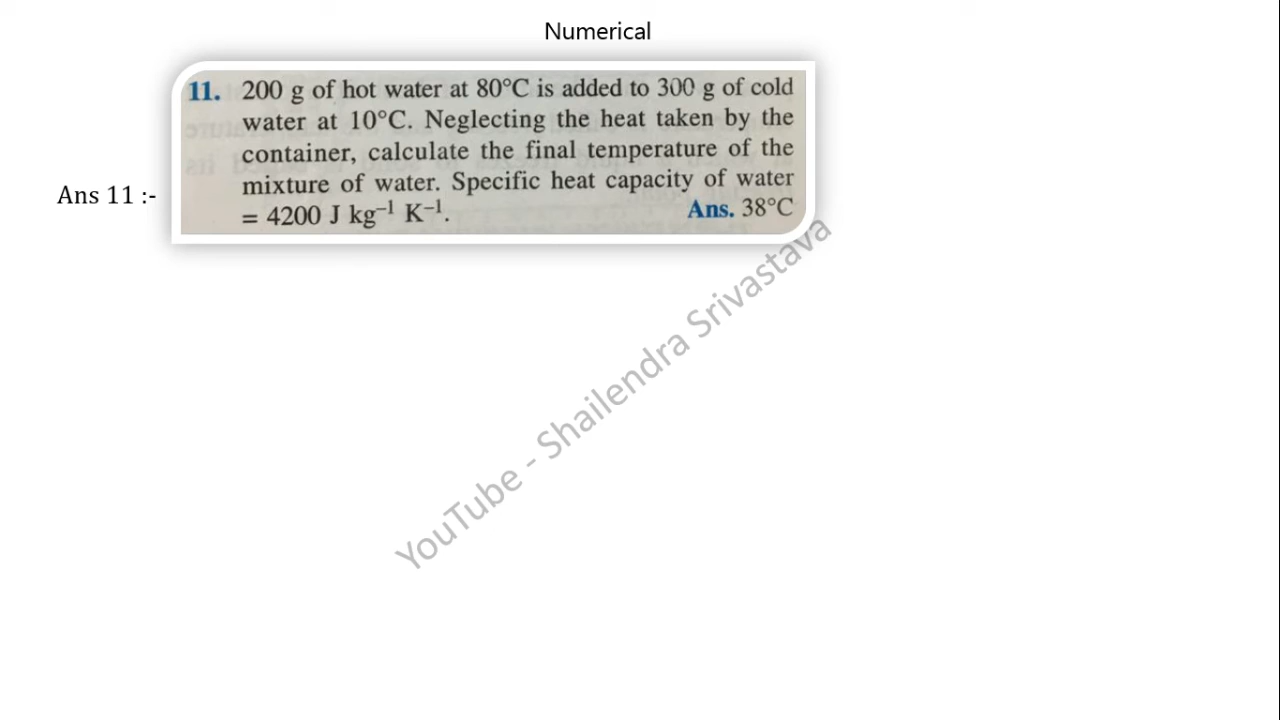 Numerical
11. 200 g of hot water at 80°C is added to 300 g of cold
water at 10°C. Neglecting the heat taken by the
container, calculate the final temperature of the
mixture of water. Specific heat capacity of water
= 4200 J kg⁻¹ K⁻¹. Ans. 38°C
Ans 11 :-
YouTube - Shailendra Srivastava